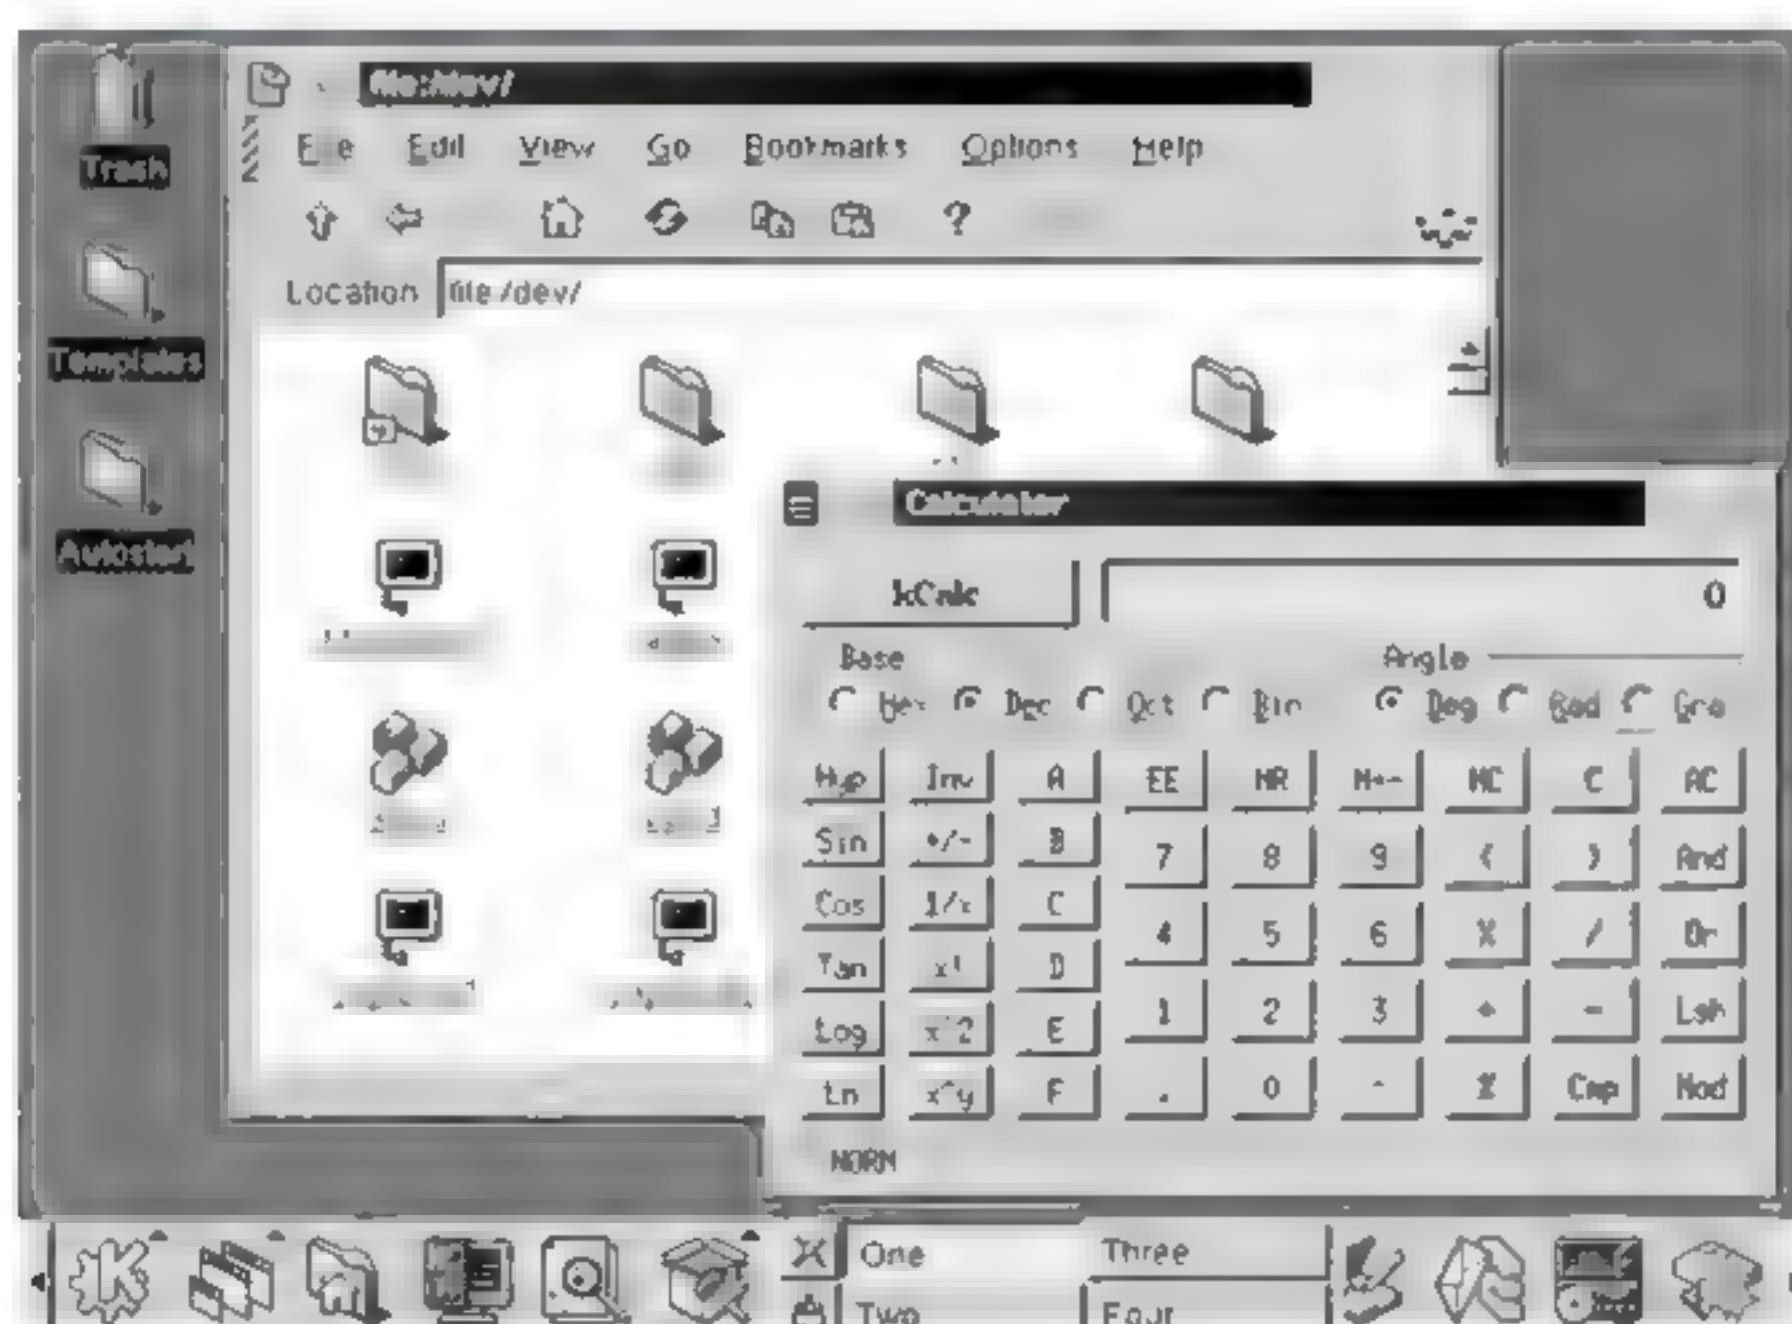 file:/dev/
File Edit View Go Bookmarks Options Help
?
Location file:/dev/
Trash
Templates
Autostart
Calculator
kCalc 0
Base Angle
Hex Dec Oct Bin Deg Rad Gra
Hyp Inv A EE MR M+- MC C AC
Sin +/- B 7 8 9 ( ) And
Cos 1/x C 4 5 6 X / Or
Tan x! D 1 2 3 + - Lsh
Log x^2 E
Ln x^y F . 0 % Cmp Mod
NORM
One Three
Two Four